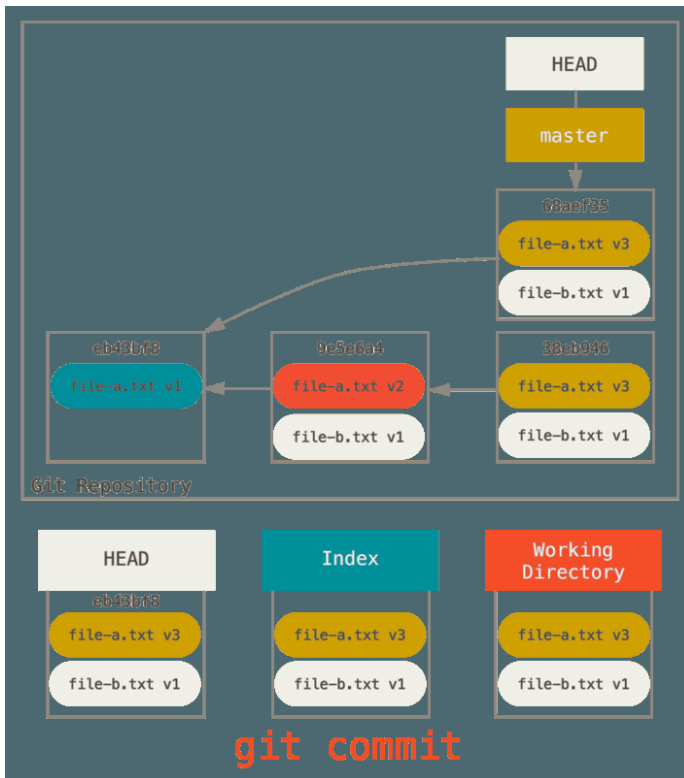 HEAD
master
68aef35
file-a.txt v3
file-b.txt v1
eb43bf8
file-a.txt v1
9e5e6a4
file-a.txt v2
file-b.txt v1
38eb946
file-a.txt v3
file-b.txt v1
Git Repository
HEAD
eb43bf8
file-a.txt v3
file-b.txt v1
Index
file-a.txt v3
file-b.txt v1
Working
Directory
file-a.txt v3
file-b.txt v1
git commit